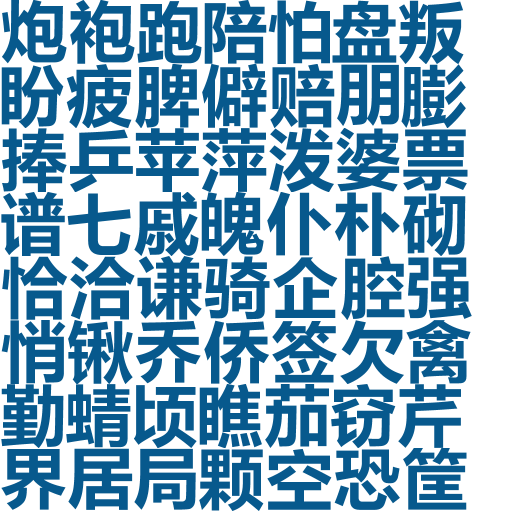 炮袍跑陪怕盘叛
盼疲脾僻赔朋膨
捧乒苹萍泼婆票
谱七戚魄仆朴砌
恰洽谦骑企腔强
悄锹乔侨签欠禽
勤蜻顷瞧茄窃芹
界居局颗空恐筐